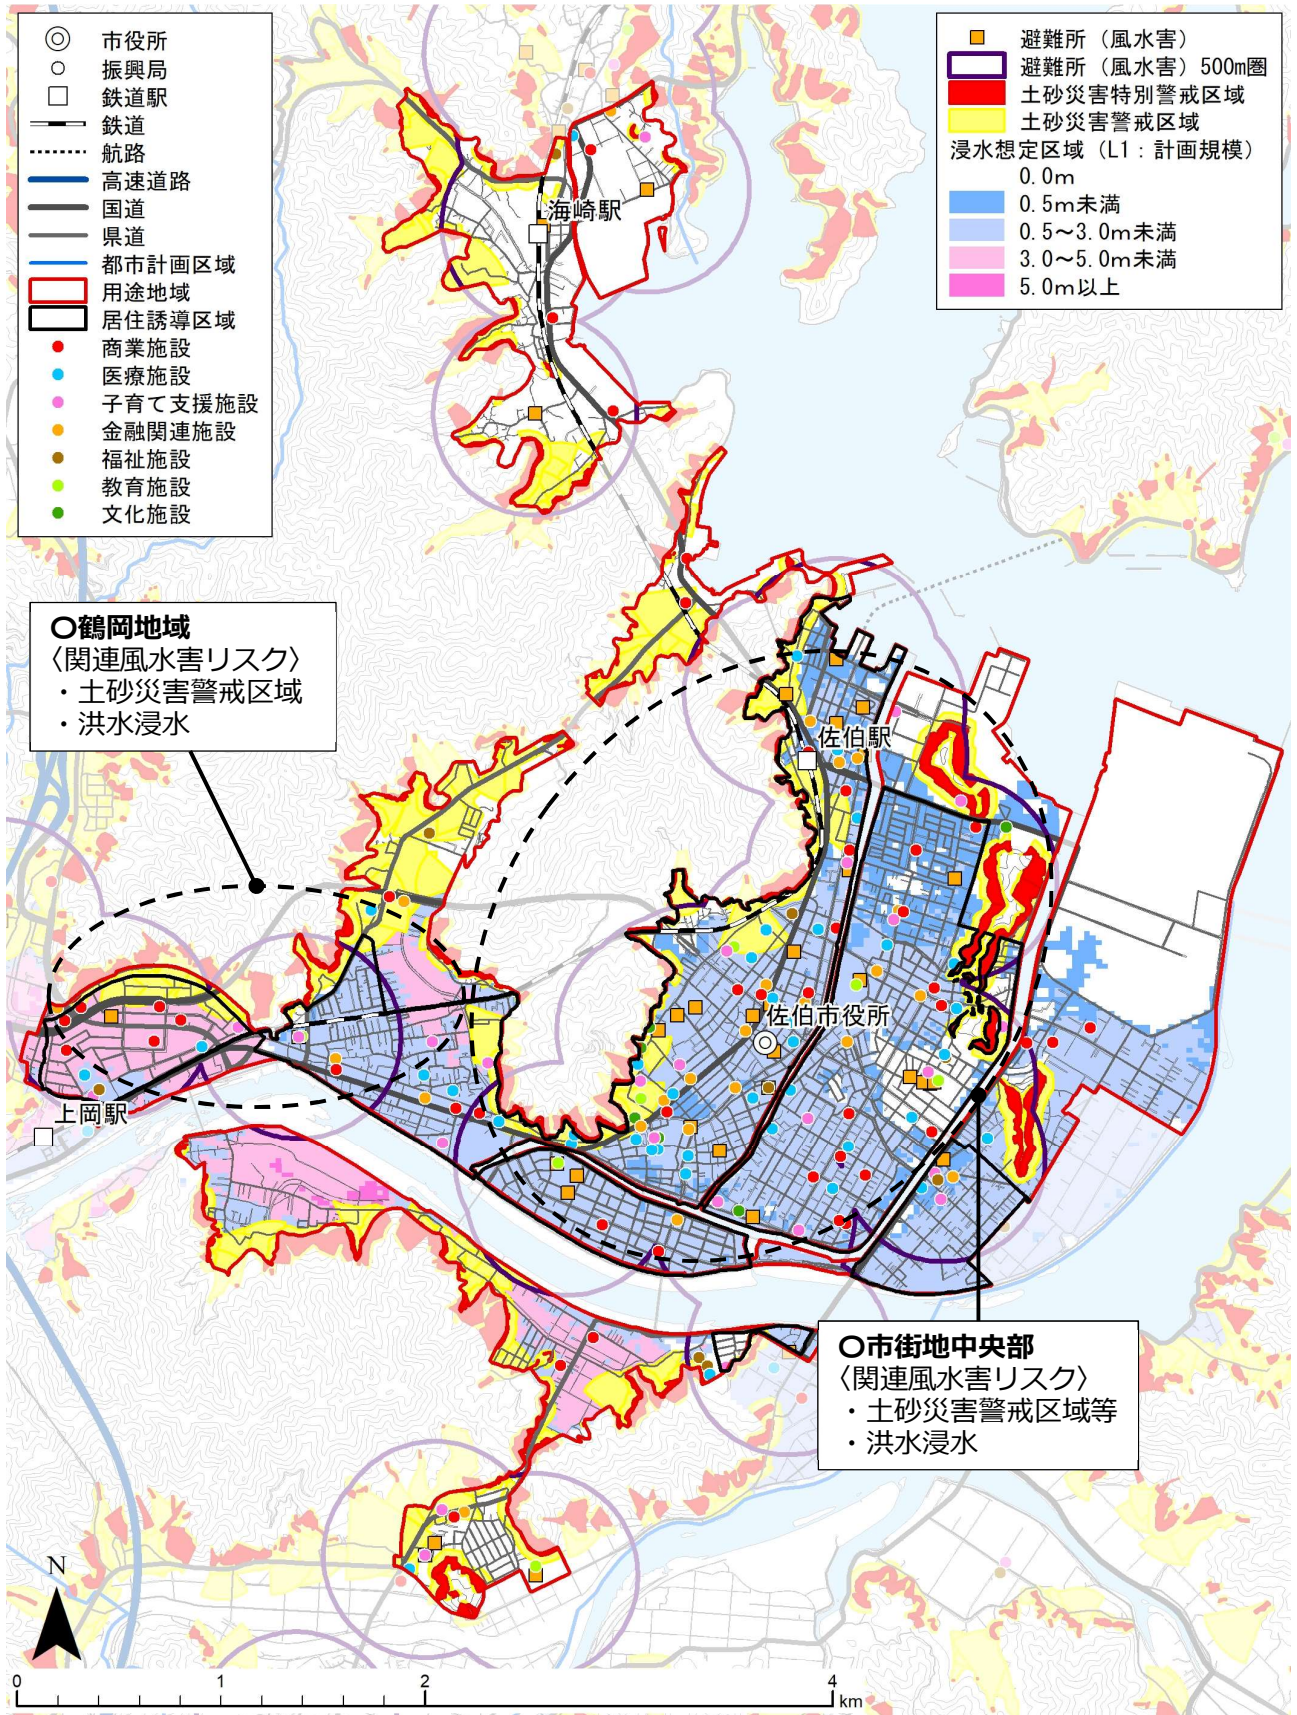 市役所
振興局
鉄道駅
鉄道
航路
高速道路
国道
県道
都市計画区域
用途地域
居住誘導区域
商業施設
医療施設
子育て支援施設
金融関連施設
福祉施設
教育施設
文化施設
避難所（風水害）
避難所（風水害）500m圏
土砂災害特別警戒区域
土砂災害警戒区域
浸水想定区域（L1：計画規模）
0.0m
0.5m未満
0.5～3.0m未満
3.0～5.0m未満
5.0m以上
海崎駅
〇鶴岡地域
〈関連風水害リスク〉
・土砂災害警戒区域
・洪水浸水
佐伯駅
佐伯市役所
上岡駅
〇市街地中央部
〈関連風水害リスク〉
・土砂災害警戒区域等
・洪水浸水
N
0 1 2 4
km